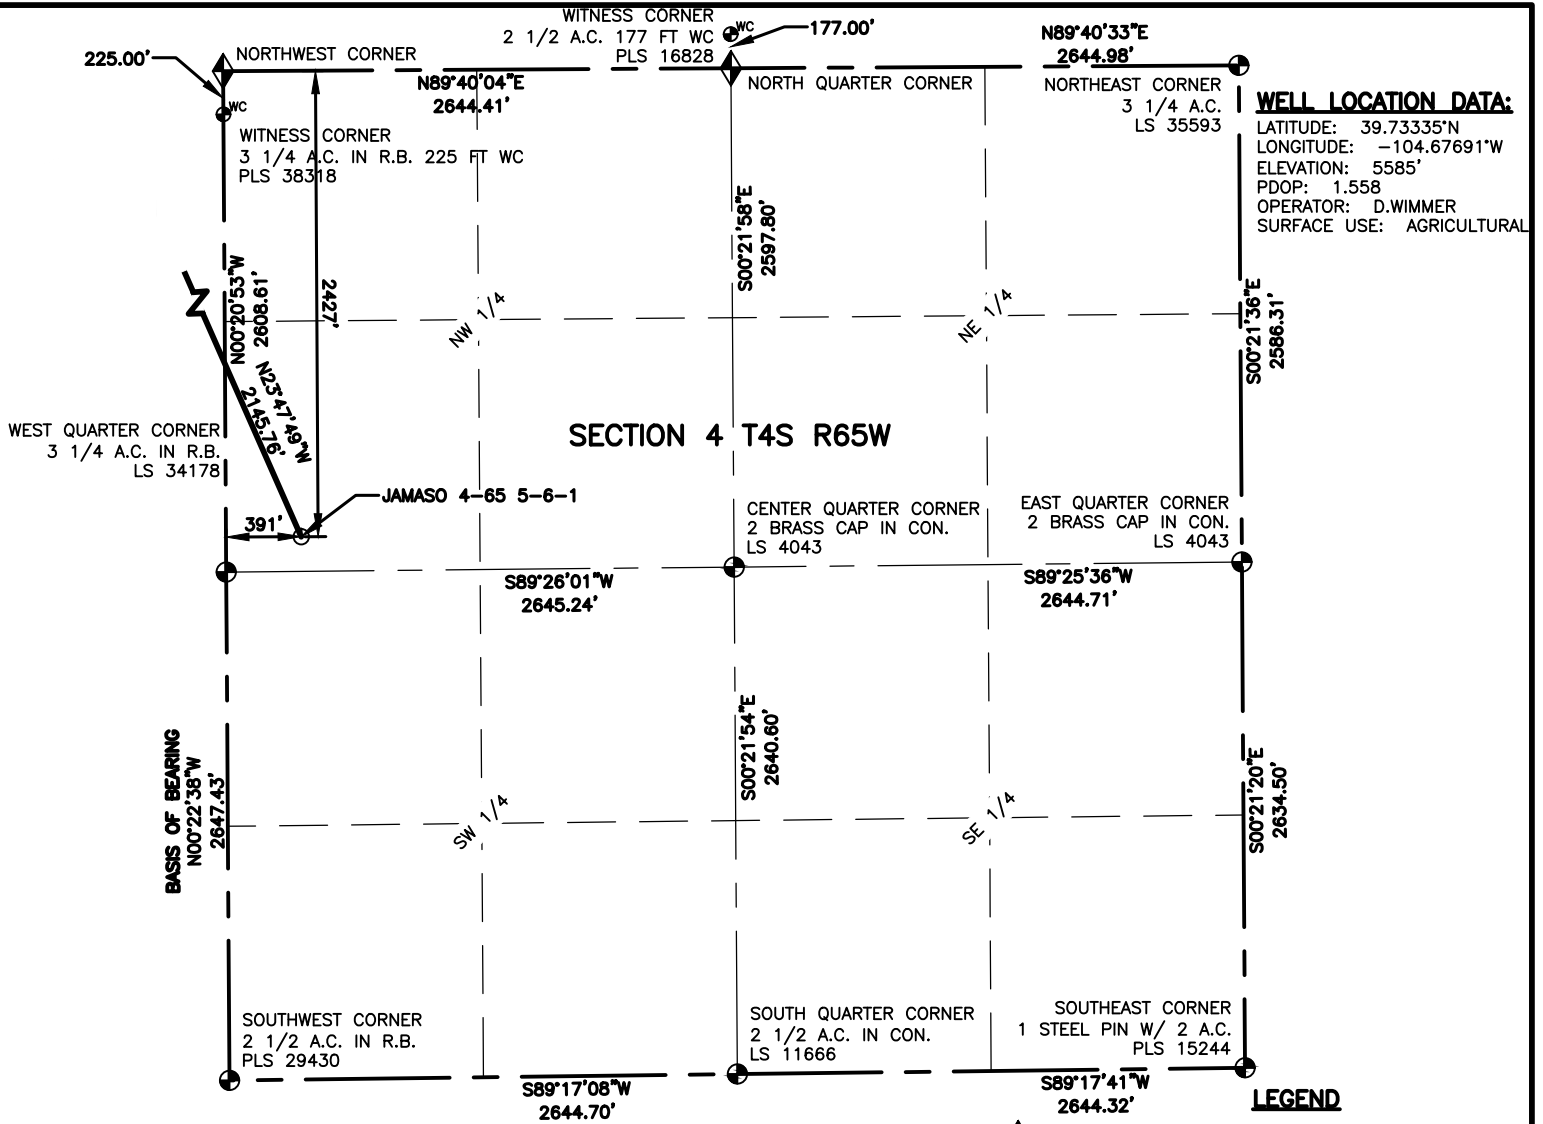 WITNESS CORNER
2 1/2 A.C. 177 FT WC
PLS 16828
WC
177.00'
N89°40'33"E
2644.98'
225.00'
NORTHWEST CORNER
N89°40'04"E
2644.41'
NORTH QUARTER CORNER
NORTHEAST CORNER
3 1/4 A.C.
LS 35593
WELL LOCATION DATA:
LATITUDE: 39.73335°N
LONGITUDE: -104.67691°W
ELEVATION: 5585'
PDOP: 1.558
OPERATOR: D.WIMMER
SURFACE USE: AGRICULTURAL
WC
WITNESS CORNER
3 1/4 A.C. IN R.B. 225 FT WC
PLS 38318
N00°20'53"W
2608.61'
2427'
NW 1/4
S00°21'58"E
2597.80'
NE 1/4
S00°21'36"E
2586.31'
N23°47'49"W
2145.76'
WEST QUARTER CORNER
3 1/4 A.C. IN R.B.
LS 34178
SECTION 4 T4S R65W
JAMASO 4-65 5-6-1
391'
CENTER QUARTER CORNER
2 BRASS CAP IN CON.
LS 4043
EAST QUARTER CORNER
2 BRASS CAP IN CON.
LS 4043
S89°26'01"W
2645.24'
S89°25'36"W
2644.71'
BASIS OF BEARING
N00°22'38"W
2647.43'
SW 1/4
S00°21'54"E
2640.60'
SE 1/4
S00°21'20"E
2634.50'
SOUTHWEST CORNER
2 1/2 A.C. IN R.B.
PLS 29430
SOUTH QUARTER CORNER
2 1/2 A.C. IN CON.
LS 11666
SOUTHEAST CORNER
1 STEEL PIN W/ 2 A.C.
PLS 15244
S89°17'08"W
2644.70'
S89°17'41"W
2644.32'
LEGEND